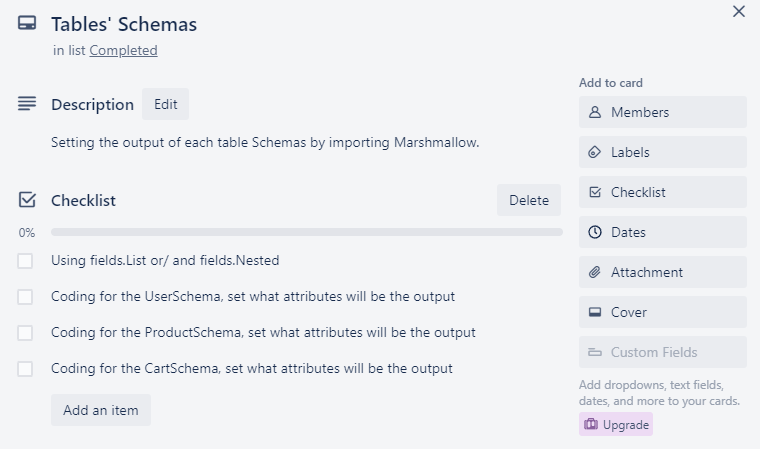 Tables' Schemas
in list Completed
Description
Edit
Setting the output of each table Schemas by importing Marshmallow.
Checklist
Delete
0%
Using fields.List or/ and fields.Nested
Coding for the UserSchema, set what attributes will be the output
Coding for the ProductSchema, set what attributes will be the output
Coding for the CartSchema, set what attributes will be the output
Add an item
Add to card
Members
Labels
Checklist
Dates
Attachment
Cover
Custom Fields
Add dropdowns, text fields,
dates, and more to your cards.
Upgrade